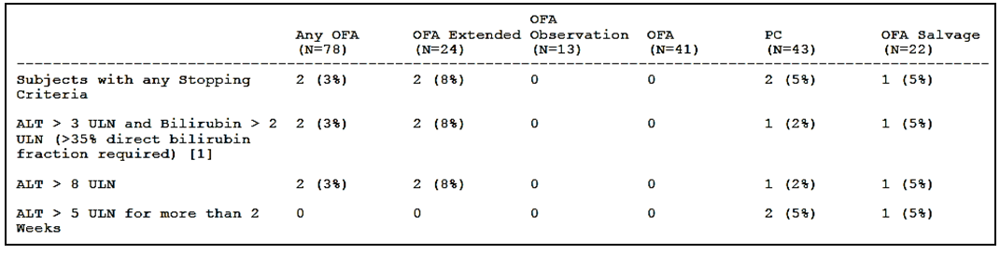 OFA
Any OFA OFA Extended Observation OFA PC OFA Salvage
(N=78) (N=24) (N=13) (N=41) (N=43) (N=22)
Subjects with any Stopping 2 (3%) 2 (8%) 0 0 2 (5%) 1 (5%)
Criteria
ALT > 3 ULN and Bilirubin > 2 2 (3%) 2 (8%) 0 0 1 (2%) 1 (5%)
ULN (>35% direct bilirubin
fraction required) [1]
ALT > 8 ULN 2 (3%) 2 (8%) 0 0 1 (2%) 1 (5%)
ALT > 5 ULN for more than 2 0 0 0 0 2 (5%) 1 (5%)
Weeks